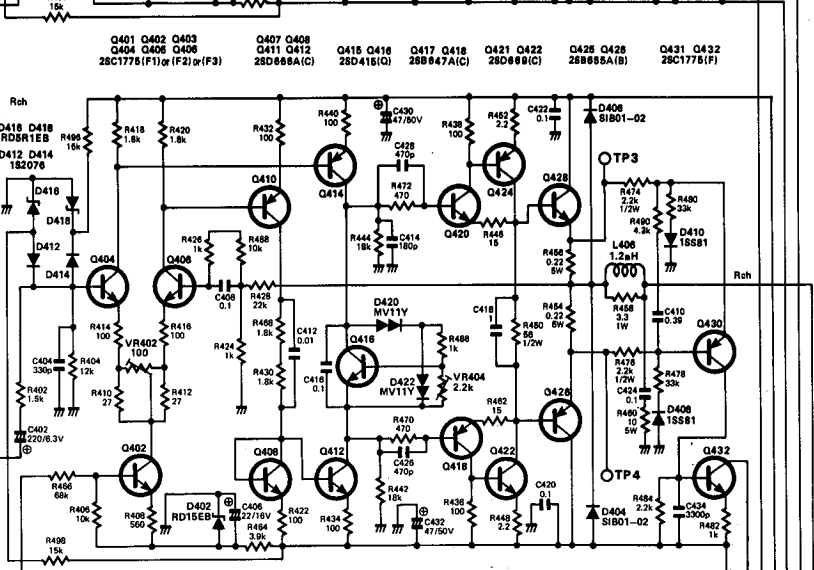 15k
Q401 Q402 Q403
Q404 Q405 Q406
2SC1775(F1)or(F2)or(F3)
Q407 Q408
Q411 Q412
2SD666A(C)
Q415 Q416
2SD415(Q)
Q417 Q418
2SB647A(C)
Q421 Q422
2SD669(C)
Q425 Q426
2SB655A(B)
Q431 Q432
2SC1775(F)
Rch
D416 D418
RD5R1EB
D412 D414
1S2076
R496
15k
R418
1.8k
R420
1.8k
R432
100
R440
100
C430
47/50V
R438
100
R452
2.2
C422
0.1
D406
SIB01-02
TP3
Q410
Q414
C428
470p
R472
470
Q420
Q424
Q428
R446
15
R474
2.2k
1/2W
R490
4.3k
R480
33k
D410
1SS81
D416
D418
D412
D414
Q404
Q406
R426
1k
R468
10k
R444
18k
C414
180p
R456
0.22
5W
L406
1.2mH
Rch
C408
0.1
R428
22k
D420
MV11Y
R454
0.22
5W
R458
3.3
1W
C410
0.39
Q430
R414
100
R416
100
VR402
100
R424
1k
R468
1.8k
C412
0.01
Q416
R488
1k
C418
1
R450
56
1/2W
C404
330p
R404
12k
R430
1.8k
C416
0.1
D422
MV11Y
VR404
2.2k
R476
2.2k
1/2W
R478
33k
R402
1.5k
R410
27
R412
27
C424
0.1
R460
10
5W
D408
1SS81
C402
220/6.3V
R470
470
C426
470p
R462
15
Q426
Q402
Q408
Q412
Q418
Q422
Q432
R466
68k
R406
10k
R408
560
D402
RD15EB
C406
22/16V
R464
3.9k
R422
100
R434
100
R442
18k
C432
47/50V
R436
100
R448
2.2
C420
0.1
D404
SIB01-02
TP4
R484
2.2k
C434
3300p
R482
1k
R498
15k